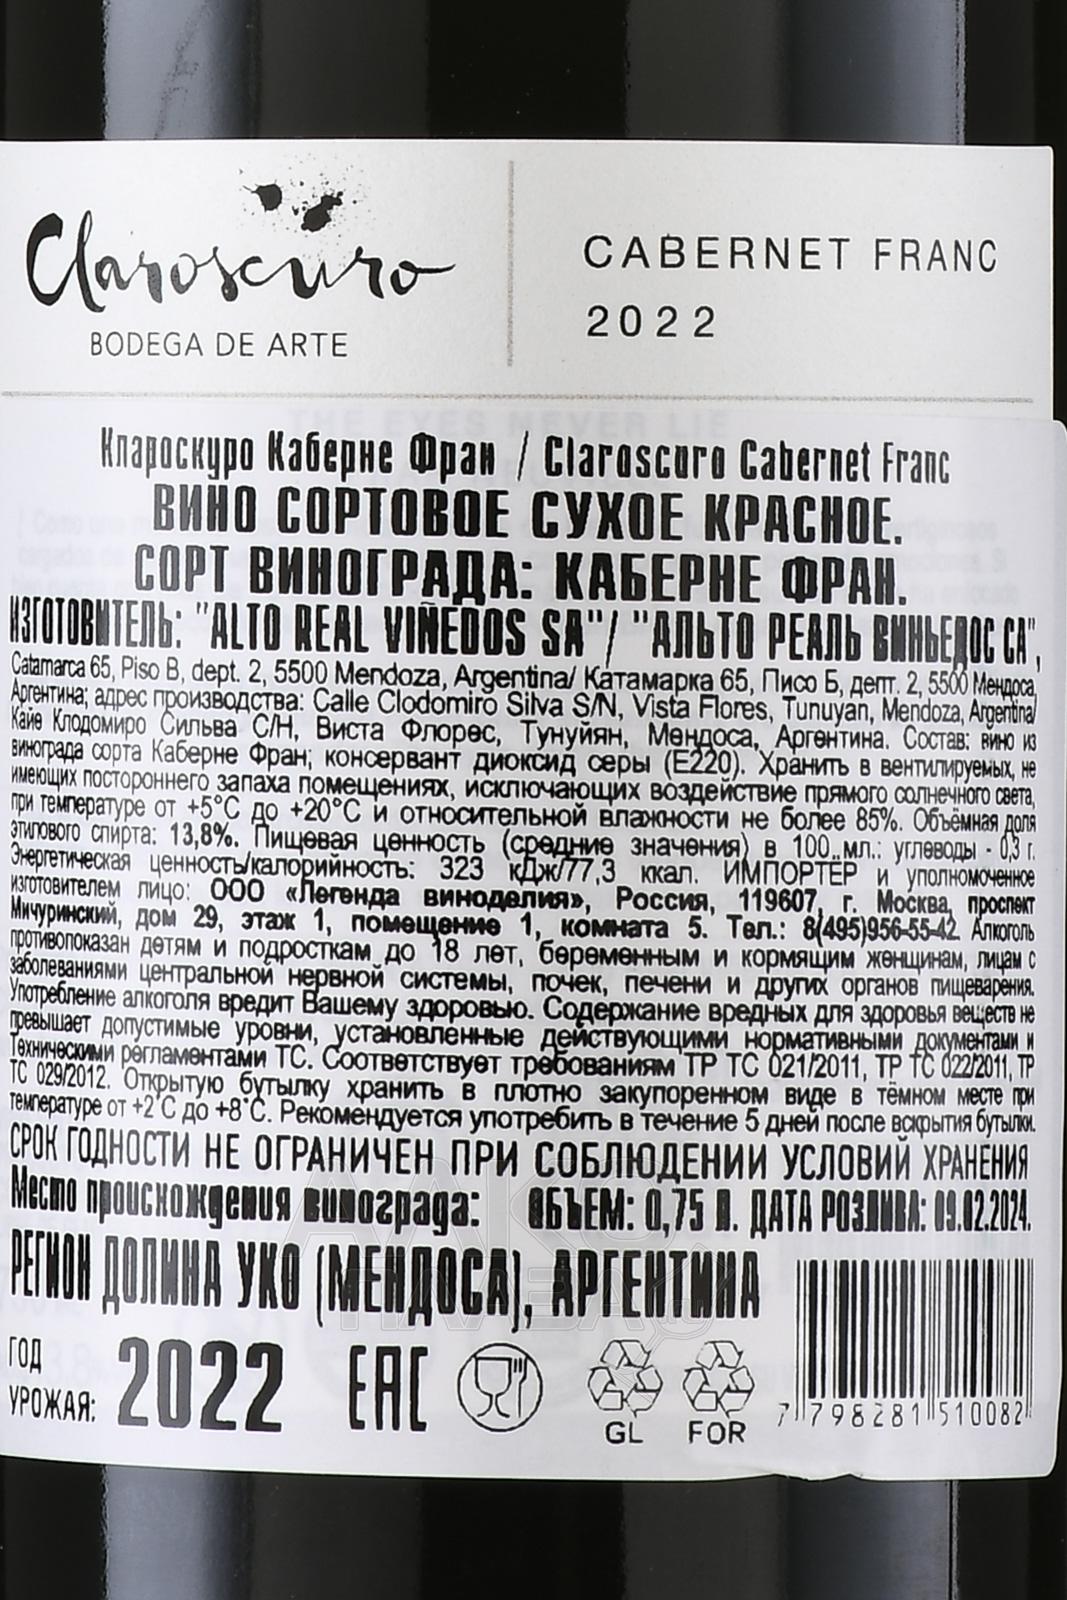 Claroscuro
BODEGA DE ARTE
CABERNET FRANC
2022
THE EYES NEVER LIE
Клароскуро Каберне Фран / Claroscuro Cabernet Franc
ВИНО СОРТОВОЕ СУХОЕ КРАСНОЕ.
СОРТ ВИНОГРАДА: КАБЕРНЕ ФРАН.
ИЗГОТОВИТЕЛЬ: "ALTO REAL VIÑEDOS SA"/ "АЛЬТО РЕАЛЬ ВИНЬЕДОС СА",
Catamarca 65, Piso B, dept. 2, 5500 Mendoza, Argentina/ Катамарка 65, Писо Б, депт. 2, 5500 Мендоса,
Аргентина; адрес производства: Calle Clodomiro Silva S/N, Vista Flores, Tunuyan, Mendoza, Argentina/
Кайе Клодомиро Сильва С/Н, Виста Флорес, Тунуйян, Мендоса, Аргентина. Состав: вино из
винограда сорта Каберне Фран; консервант диоксид серы (Е220). Хранить в вентилируемых, не
имеющих постороннего запаха помещениях, исключающих воздействие прямого солнечного света,
при температуре от +5°С до +20°С и относительной влажности не более 85%. Объёмная доля
этилового спирта: 13,8%. Пищевая ценность (средние значения) в 100 мл.: углеводы - 0,3 г.
Энергетическая ценность/калорийность: 323 кДж/77,3 ккал. ИМПОРТЕР и уполномоченное
изготовителем лицо: ООО «Легенда виноделия», Россия, 119607, г. Москва, проспект
Мичуринский, дом 29, этаж 1, помещение 1, комната 5. Тел.: 8(495)956-55-42. Алкоголь
противопоказан детям и подросткам до 18 лет, беременным и кормящим женщинам, лицам с
заболеваниями центральной нервной системы, почек, печени и других органов пищеварения.
Употребление алкоголя вредит Вашему здоровью. Содержание вредных для здоровья веществ не
превышает допустимые уровни, установленные действующими нормативными документами и
Техническими регламентами ТС. Соответствует требованиям ТР ТС 021/2011, ТР ТС 022/2011, ТР
ТС 029/2012. Открытую бутылку хранить в плотно закупоренном виде в тёмном месте при
температуре от +2°С до +8°С. Рекомендуется употребить в течение 5 дней после вскрытия бутылки.
СРОК ГОДНОСТИ НЕ ОГРАНИЧЕН ПРИ СОБЛЮДЕНИИ УСЛОВИЙ ХРАНЕНИЯ
Место происхождения винограда: ОБЪЕМ: 0,75 Л. ДАТА РОЗЛИВА: 09.02.2024.
РЕГИОН ДОЛИНА УКО (МЕНДОСА), АРГЕНТИНА
ГОД
УРОЖАЯ: 2022
EAC
GL FOR
7 798281 510082